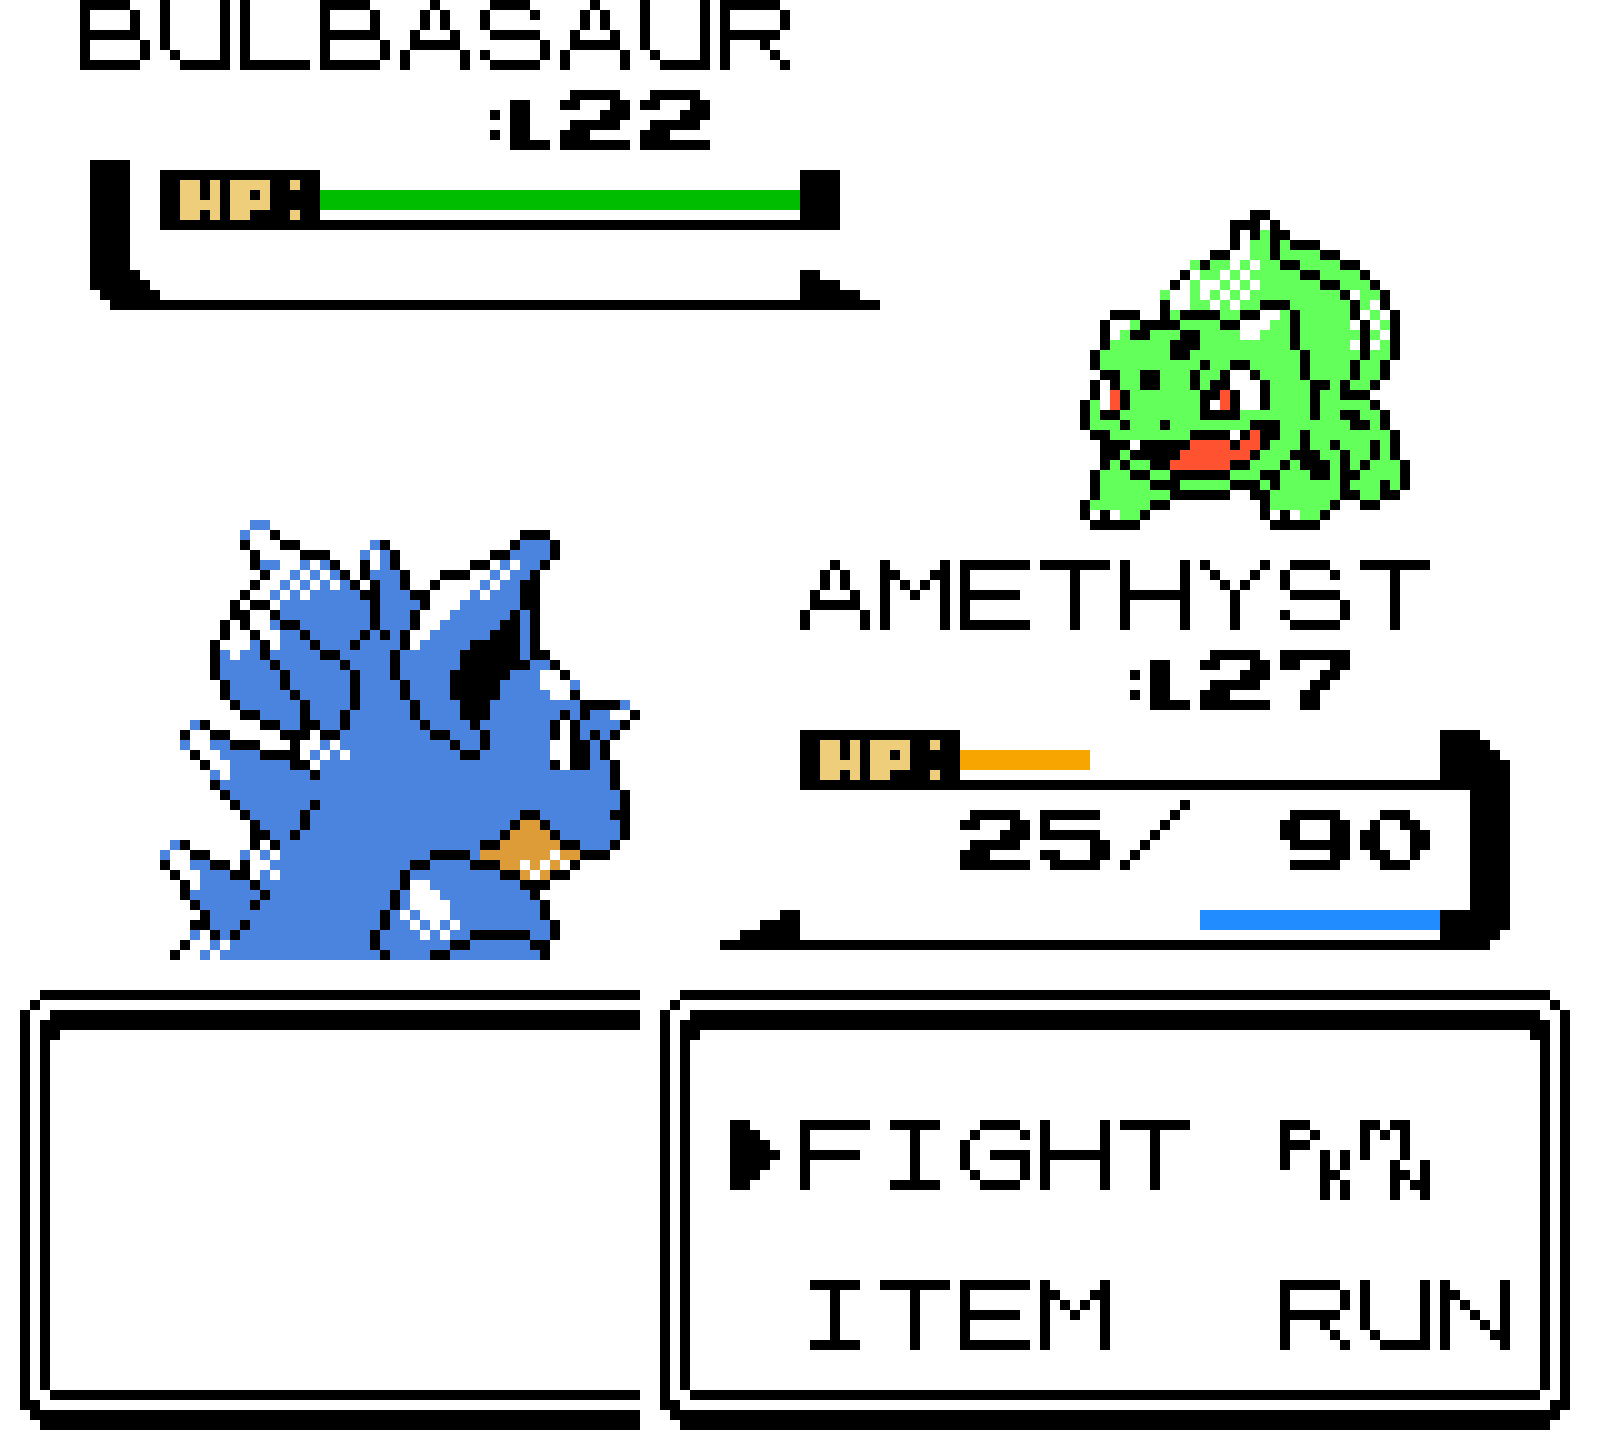 BULBASAUR
:L22
HP:
AMETHYST
:L27
HP:
25/ 90
FIGHT PKMN
ITEM RUN